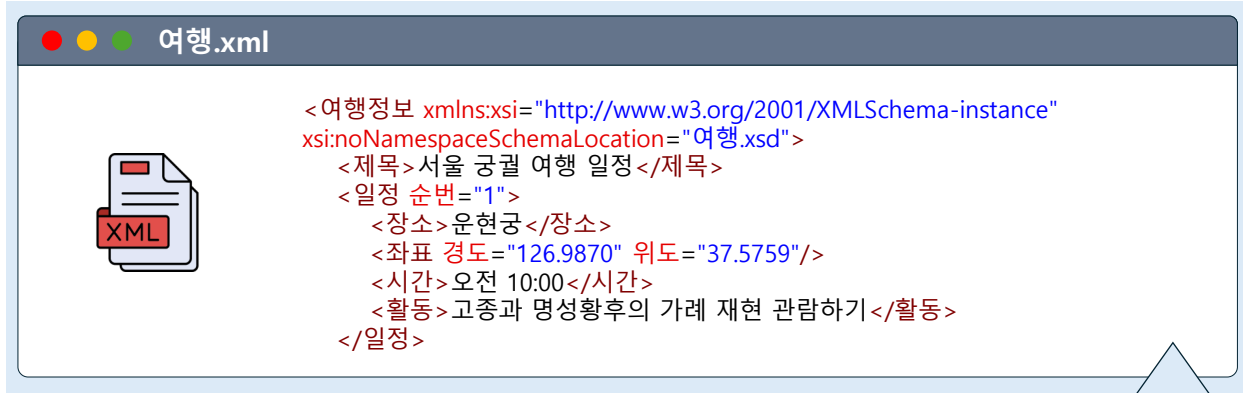 여행.xml
<여행정보 xmlns:xsi="http://www.w3.org/2001/XMLSchema-instance"
xsi:noNamespaceSchemaLocation="여행.xsd">
<제목>서울 궁궐 여행 일정</제목>
<일정 순번="1">
<장소>운현궁</장소>
<좌표 경도="126.9870" 위도="37.5759"/>
<시간>오전 10:00</시간>
<활동>고종과 명성황후의 가례 재현 관람하기</활동>
</일정>
XML